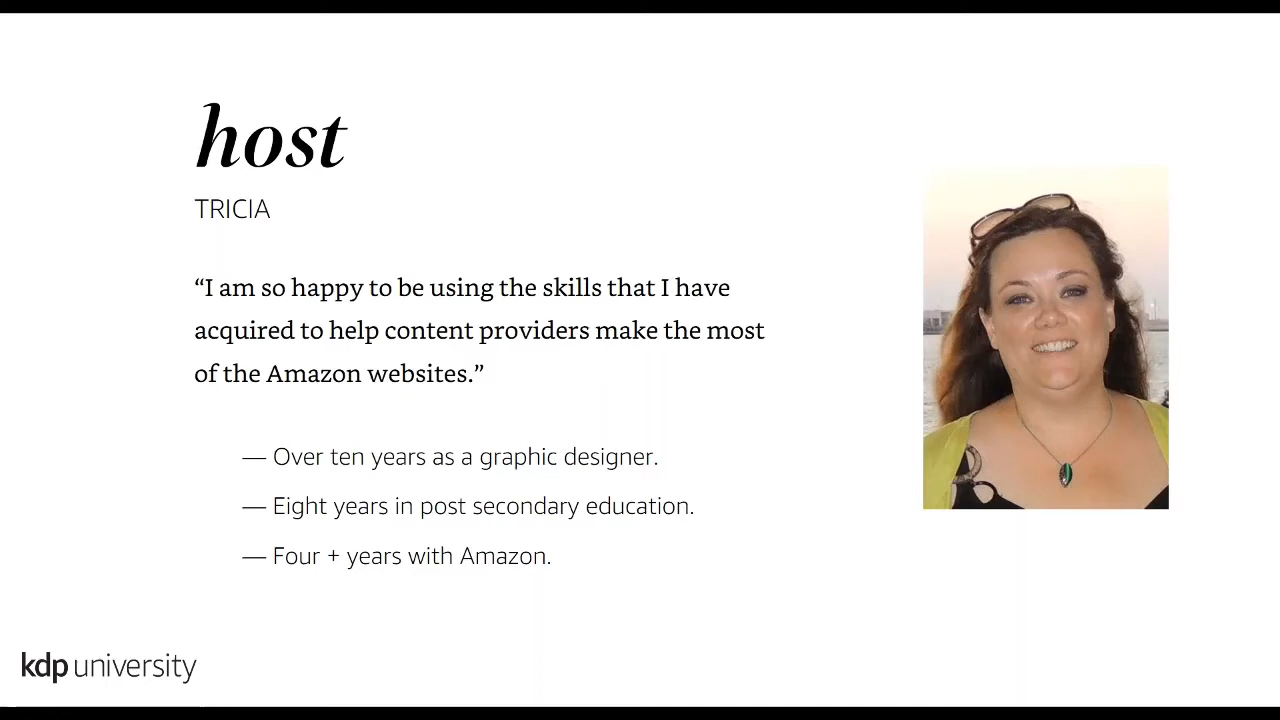 host
TRICIA
“I am so happy to be using the skills that I have
acquired to help content providers make the most
of the Amazon websites.”
— Over ten years as a graphic designer.
— Eight years in post secondary education.
— Four + years with Amazon.
kdp university